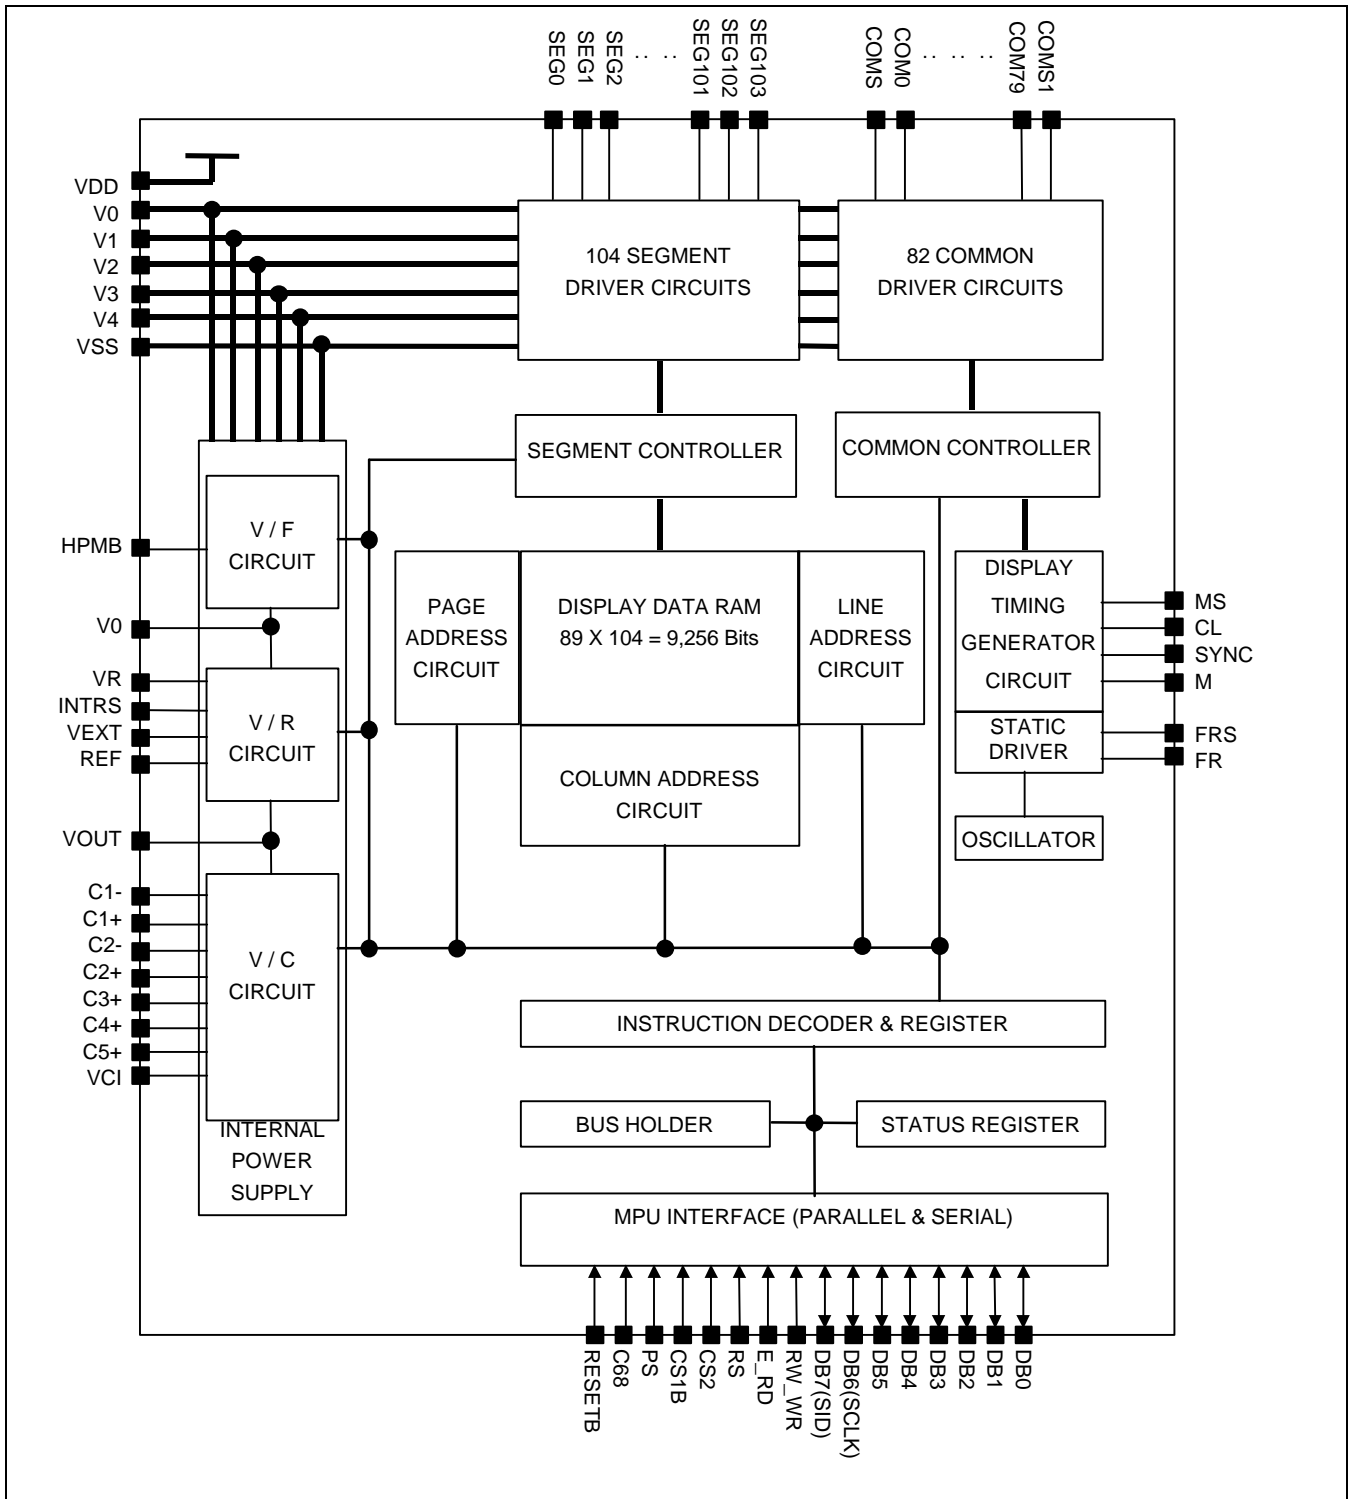 SEG0
SEG1
SEG2
.. ..
SEG101
SEG102
SEG103
COMS
COM0
.. .. ..
COM79
COMS1
VDD
V0
V1
V2
V3
V4
VSS
104 SEGMENT
DRIVER CIRCUITS
82 COMMON
DRIVER CIRCUITS
SEGMENT CONTROLLER
COMMON CONTROLLER
HPMB
V0
VR
INTRS
VEXT
REF
VOUT
C1-
C1+
C2-
C2+
C3+
C4+
C5+
VCI
V / F
CIRCUIT
V / R
CIRCUIT
V / C
CIRCUIT
INTERNAL
POWER
SUPPLY
PAGE
ADDRESS
CIRCUIT
DISPLAY DATA RAM
89 X 104 = 9,256 Bits
LINE
ADDRESS
CIRCUIT
COLUMN ADDRESS
CIRCUIT
DISPLAY
TIMING
GENERATOR
CIRCUIT
STATIC
DRIVER
OSCILLATOR
MS
CL
SYNC
M
FRS
FR
INSTRUCTION DECODER & REGISTER
BUS HOLDER
STATUS REGISTER
MPU INTERFACE (PARALLEL & SERIAL)
RESETB
C68
PS
CS1B
CS2
RS
E_RD
RW_WR
DB7(SID)
DB6(SCLK)
DB5
DB4
DB3
DB2
DB1
DB0